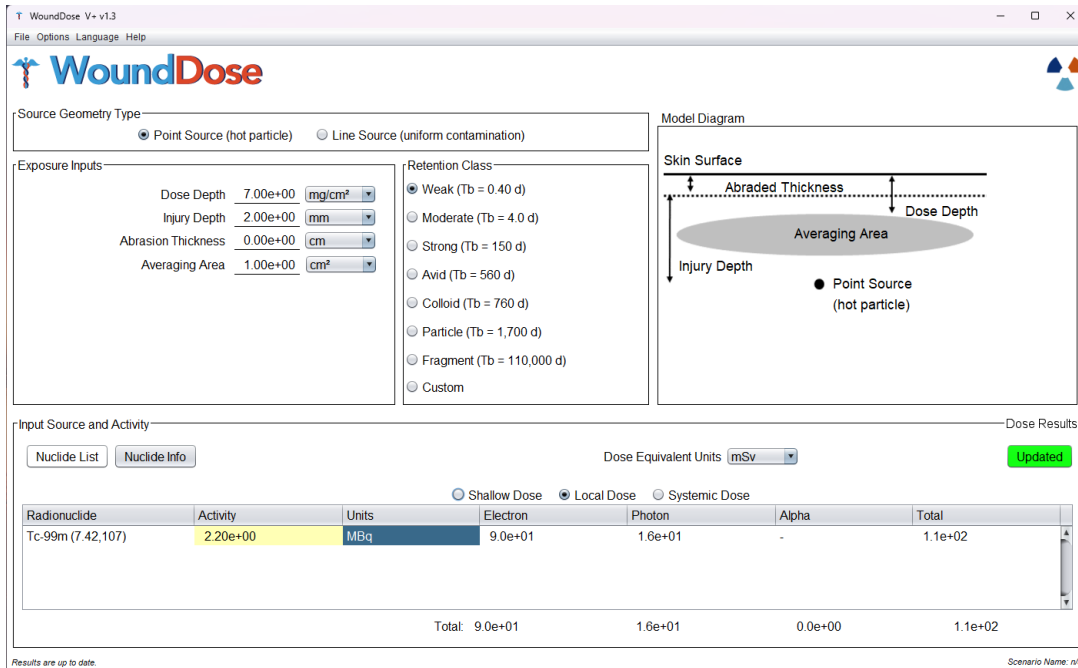 WoundDose V+ v1.3
File Options Language Help
WoundDose
Source Geometry Type
Point Source (hot particle) Line Source (uniform contamination)
Exposure Inputs
Dose Depth 7.00e+00 mg/cm²
Injury Depth 2.00e+00 mm
Abrasion Thickness 0.00e+00 cm
Averaging Area 1.00e+00 cm²
Retention Class
Weak (Tb = 0.40 d)
Moderate (Tb = 4.0 d)
Strong (Tb = 150 d)
Avid (Tb = 560 d)
Colloid (Tb = 760 d)
Particle (Tb = 1,700 d)
Fragment (Tb = 110,000 d)
Custom
Model Diagram
Skin Surface
Abraded Thickness
Dose Depth
Averaging Area
Injury Depth
Point Source
(hot particle)
Input Source and Activity Dose Results
Nuclide List Nuclide Info Dose Equivalent Units mSv Updated
Shallow Dose Local Dose Systemic Dose
Radionuclide Activity Units Electron Photon Alpha Total
Tc-99m (7.42,107) 2.20e+00 MBq 9.0e+01 1.6e+01 - 1.1e+02
Total: 9.0e+01 1.6e+01 0.0e+00 1.1e+02
Results are up to date. Scenario Name: n/